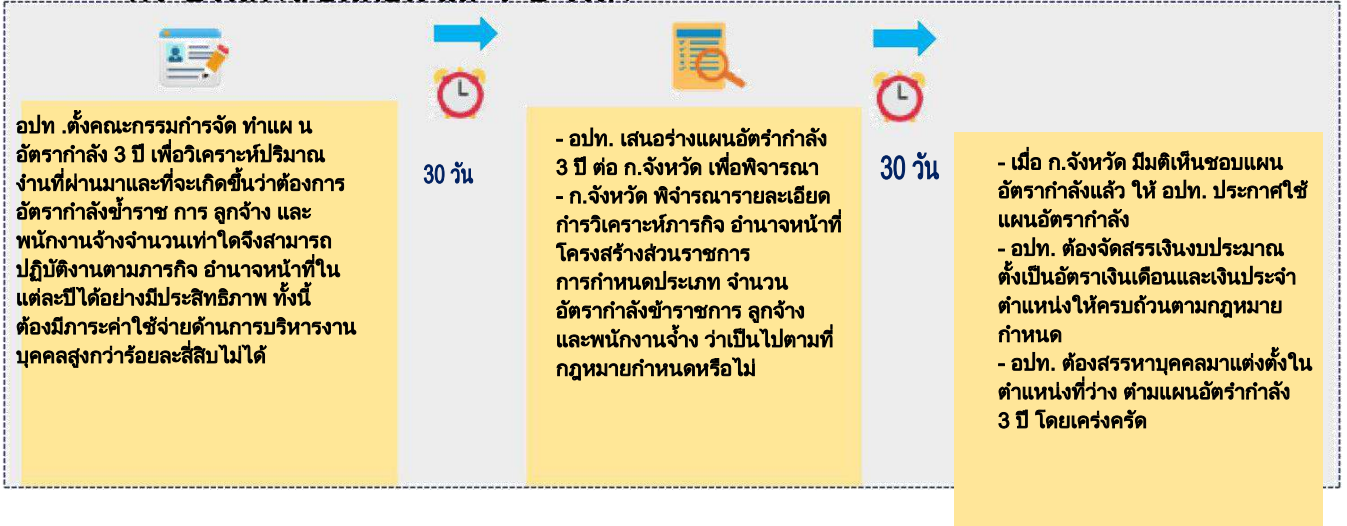 อปท .ตั้งคณะกรรมกำรจัด ทำแผ น
อัตรากำลัง 3 ปี เพื่อวิเคราะห์ปริมาณ
งำนที่ผ่านมาและที่จะเกิดขึ้นว่าต้องการ
อัตรากำลังข้ำราช การ ลูกจ้าง และ
พนักงานจ้างจำนวนเท่าใดจึงสามารถ
ปฏิบัติงานตามภารกิจ อำนาจหน้าที่ใน
แต่ละปีได้อย่างมีประสิทธิภาพ ทั้งนี้
ต้องมีภาระค่าใช้จ่ายด้านการบริหารงาน
บุคคลสูงกว่าร้อยละสี่สิบไม่ได้
30 วัน
- อปท. เสนอร่างแผนอัตรำกำลัง
3 ปี ต่อ ก.จังหวัด เพื่อพิจารณา
- ก.จังหวัด พิจำรณารายละเอียด
กำรวิเคราะห์ภารกิจ อำนาจหน้าที่
โครงสร้างส่วนราชการ
การกำหนดประเภท จำนวน
อัตรากำลังข้าราชการ ลูกจ้าง
และพนักงานจ้ำง ว่าเป็นไปตามที่
กฎหมายกำหนดหรือไม่
30 วัน
- เมื่อ ก.จังหวัด มีมติเห็นชอบแผน
อัตรากำลังแล้ว ให้ อปท. ประกาศใช้
แผนอัตรากำลัง
- อปท. ต้องจัดสรรเงินงบประมาณ
ตั้งเป็นอัตราเงินเดือนและเงินประจำ
ตำแหน่งให้ครบถ้วนตามกฎหมาย
กำหนด
- อปท. ต้องสรรหาบุคคลมาแต่งตั้งใน
ตำแหน่งที่ว่าง ตำมแผนอัตรำกำลัง
3 ปี โดยเคร่งครัด